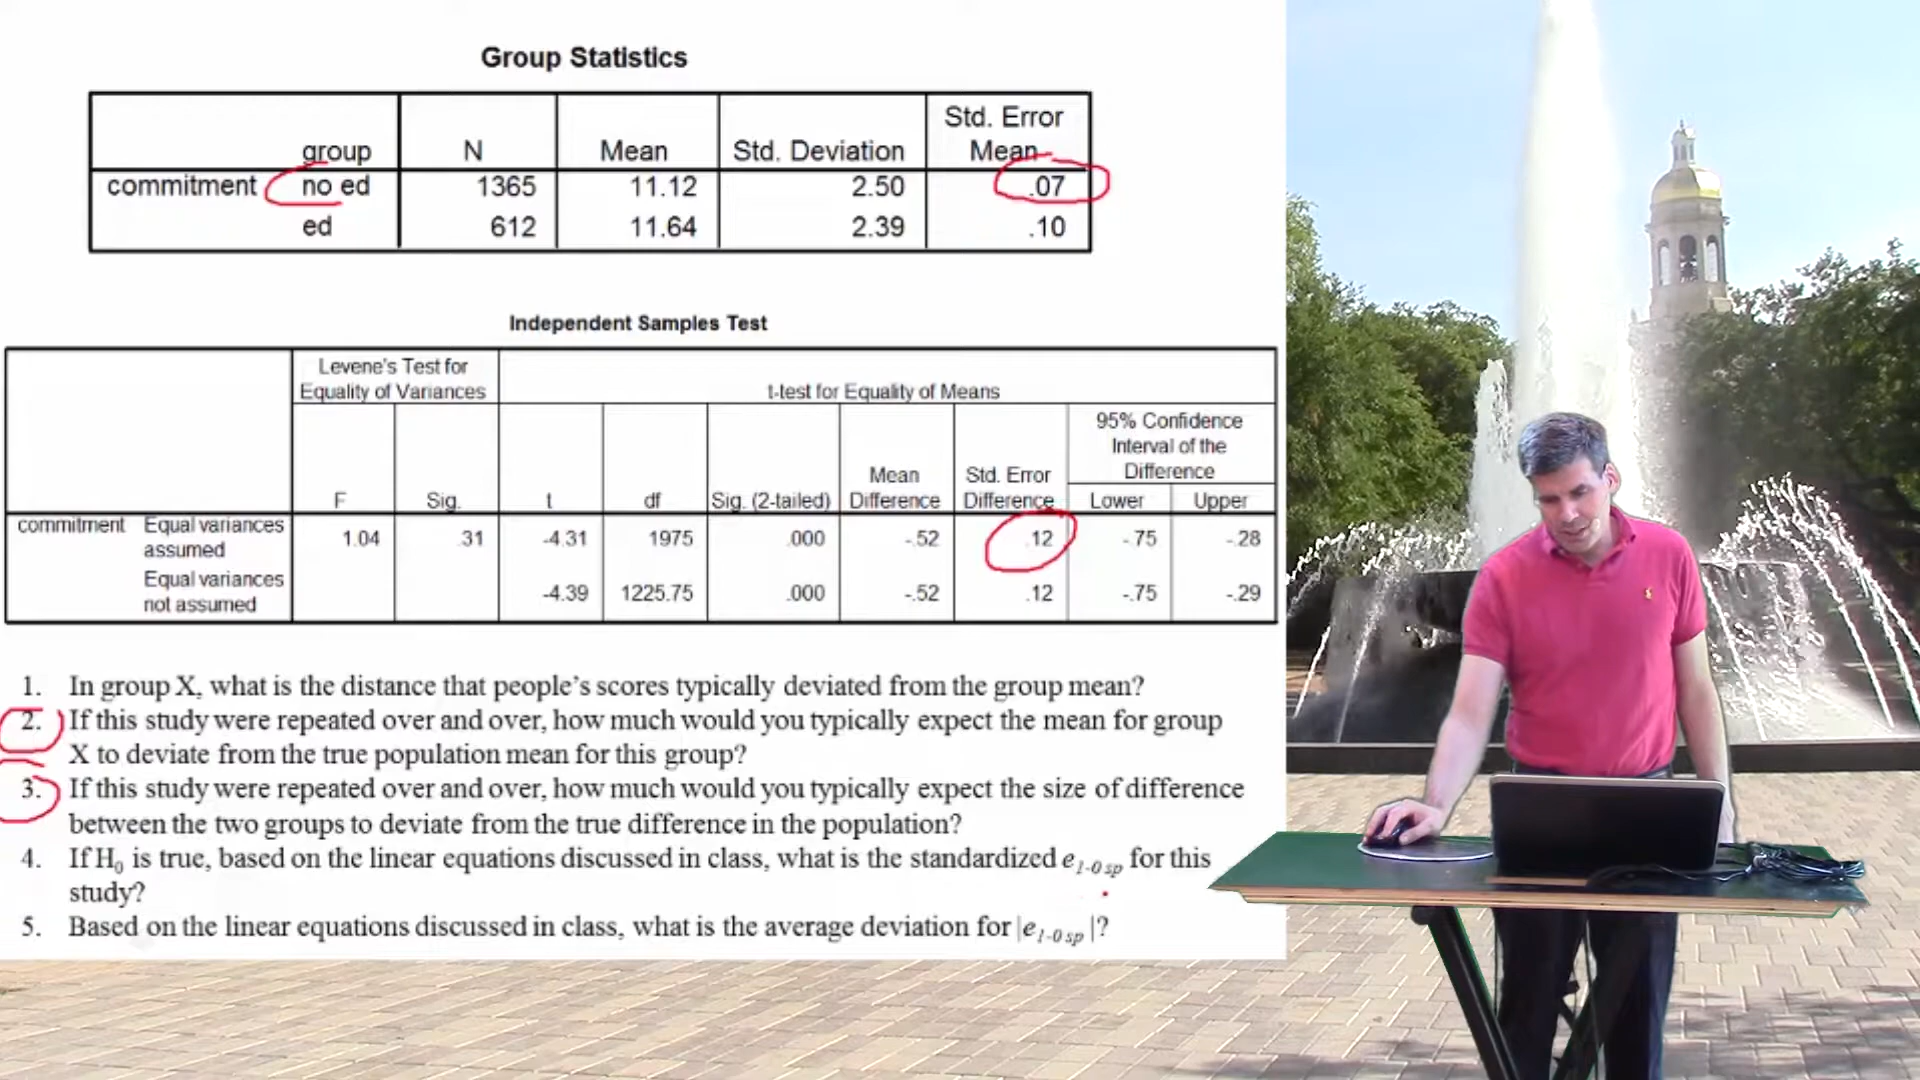 Group Statistics
group N Mean Std. Deviation Std. Error Mean
commitment no ed 1365 11.12 2.50 .07
ed 612 11.64 2.39 .10
Independent Samples Test
Levene's Test for Equality of Variances
t-test for Equality of Means
95% Confidence Interval of the Difference
F Sig. t df Sig. (2-tailed) Mean Difference Std. Error Difference Lower Upper
commitment Equal variances assumed 1.04 .31 -4.31 1975 .000 -.52 .12 -.75 -.28
Equal variances not assumed -4.39 1225.75 .000 -.52 .12 -.75 -.29
1. In group X, what is the distance that people's scores typically deviated from the group mean?
2. If this study were repeated over and over, how much would you typically expect the mean for group
X to deviate from the true population mean for this group?
3. If this study were repeated over and over, how much would you typically expect the size of difference
between the two groups to deviate from the true difference in the population?
4. If H0 is true, based on the linear equations discussed in class, what is the standardized e1-0 sp for this
study?
5. Based on the linear equations discussed in class, what is the average deviation for |e1-0 sp |?